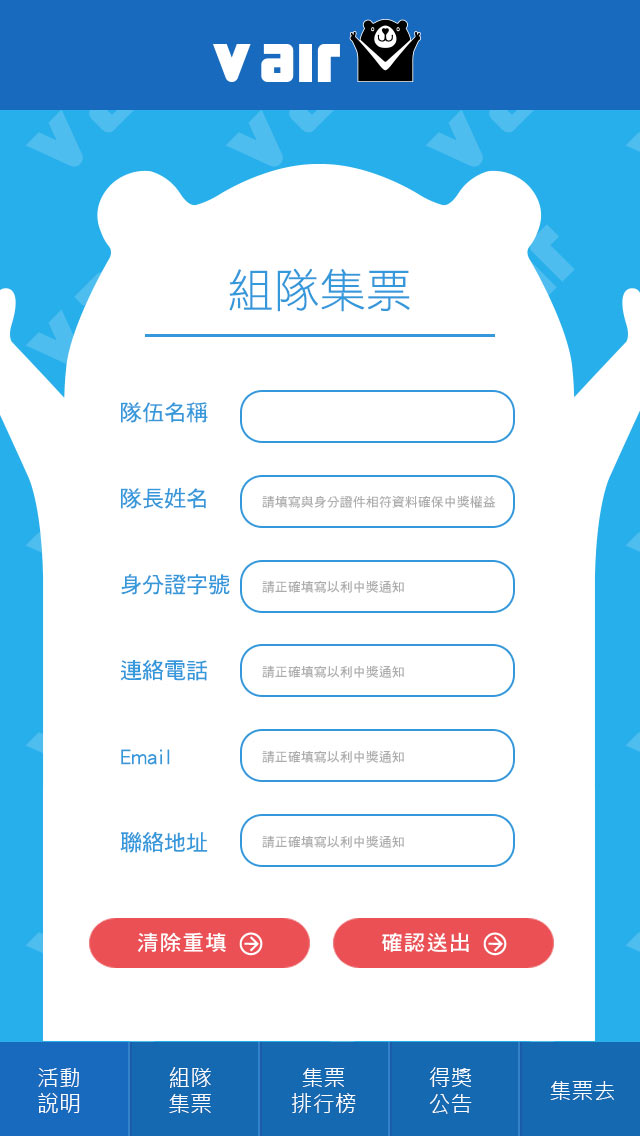 v air
組隊集票
隊伍名稱
隊長姓名
請填寫與身分證件相符資料確保中獎權益
身分證字號
請正確填寫以利中獎通知
連絡電話
請正確填寫以利中獎通知
Email
請正確填寫以利中獎通知
聯絡地址
請正確填寫以利中獎通知
清除重填
確認送出
活動
說明
組隊
集票
集票
排行榜
得獎
公告
集票去